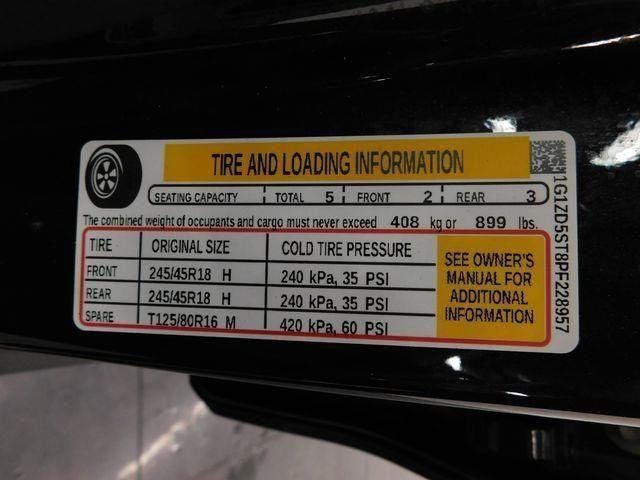 TIRE AND LOADING INFORMATION
SEATING CAPACITY TOTAL 5 FRONT 2 REAR 3
The combined weight of occupants and cargo must never exceed 408 kg or 899 lbs.
TIRE ORIGINAL SIZE COLD TIRE PRESSURE
FRONT 245/45R18 H 240 kPa, 35 PSI
REAR 245/45R18 H 240 kPa, 35 PSI
SPARE T125/80R16 M 420 kPa, 60 PSI
SEE OWNER'S
MANUAL FOR
ADDITIONAL
INFORMATION
1G1ZD5ST8PF228957